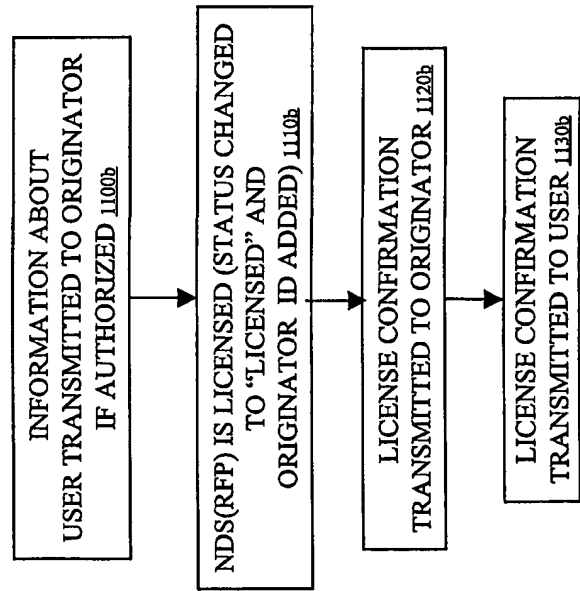 INFORMATION ABOUT
USER TRANSMITTED TO ORIGINATOR
IF AUTHORIZED 1100b
NDS(RFP) IS LICENSED (STATUS CHANGED
TO "LICENSED" AND
ORIGINATOR ID ADDED) 1110b
LICENSE CONFIRMATION
TRANSMITTED TO ORIGINATOR 1120b
LICENSE CONFIRMATION
TRANSMITTED TO USER 1130b